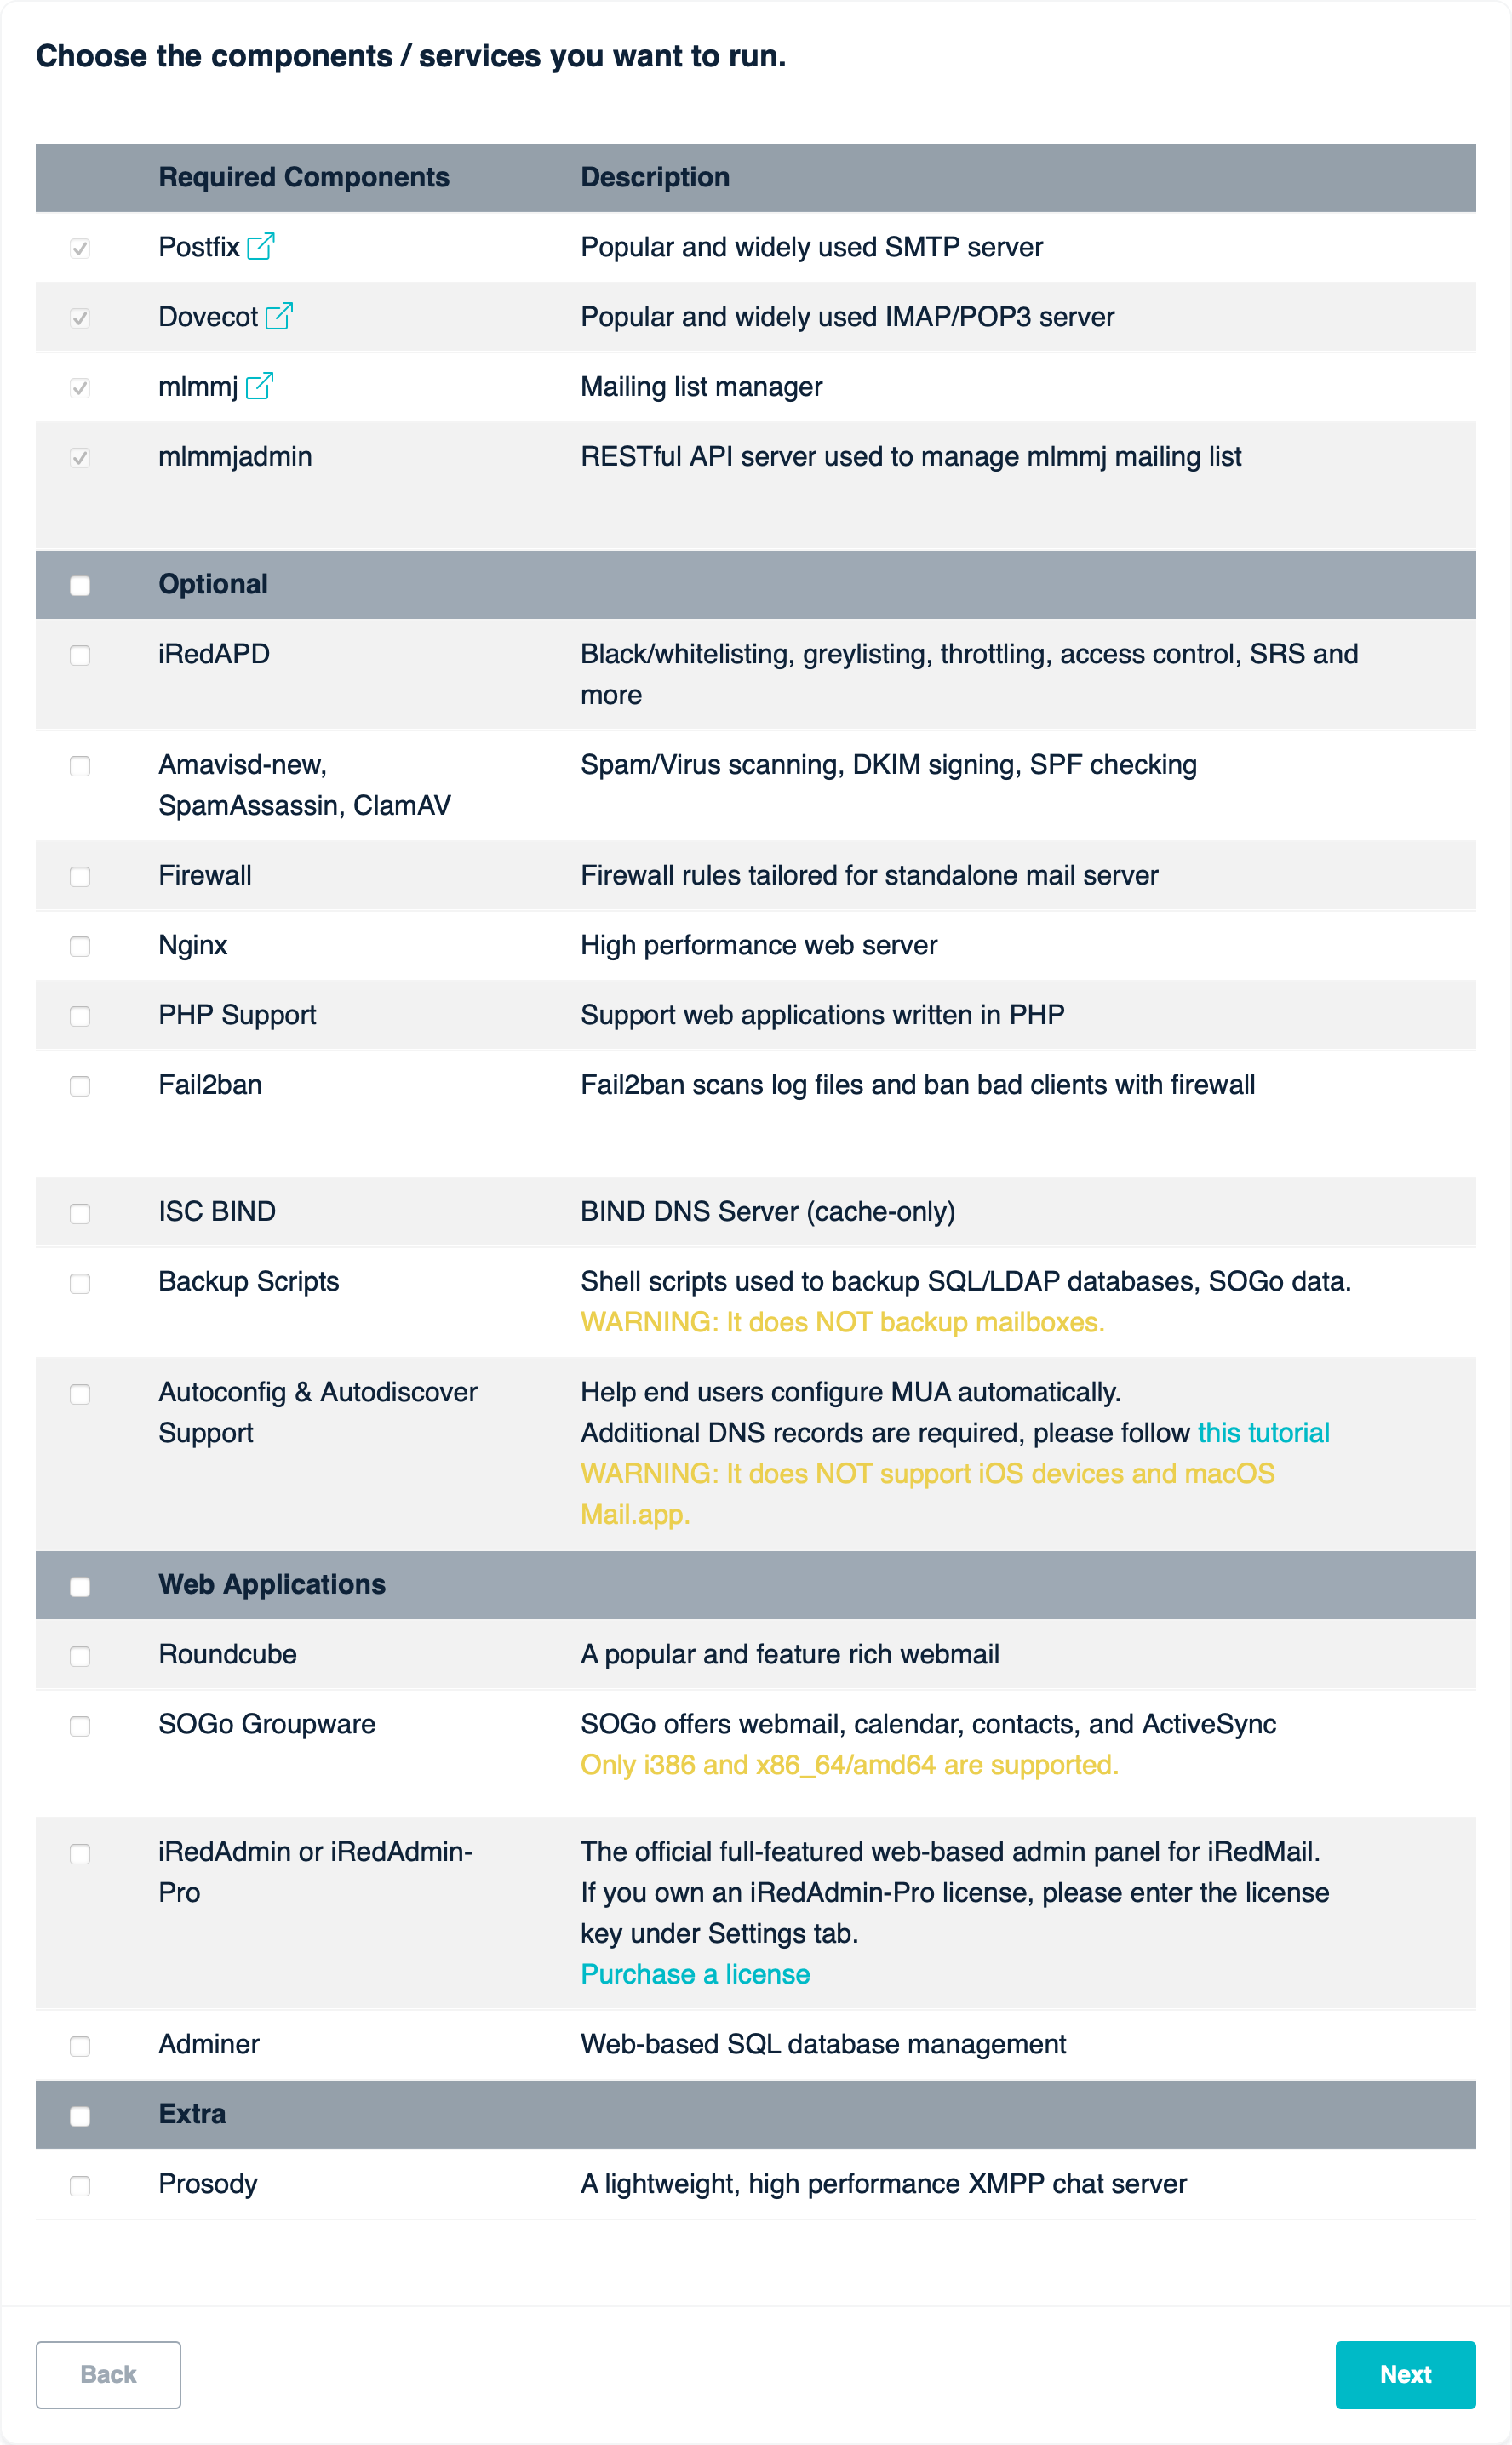 Choose the components / services you want to run.
Required Components Description
Postfix Popular and widely used SMTP server
Dovecot Popular and widely used IMAP/POP3 server
mlmmj Mailing list manager
mlmmjadmin RESTful API server used to manage mlmmj mailing list
Optional
iRedAPD Black/whitelisting, greylisting, throttling, access control, SRS and
more
Amavisd-new, Spam/Virus scanning, DKIM signing, SPF checking
SpamAssassin, ClamAV
Firewall Firewall rules tailored for standalone mail server
Nginx High performance web server
PHP Support Support web applications written in PHP
Fail2ban Fail2ban scans log files and ban bad clients with firewall
ISC BIND BIND DNS Server (cache-only)
Backup Scripts Shell scripts used to backup SQL/LDAP databases, SOGo data.
WARNING: It does NOT backup mailboxes.
Autoconfig & Autodiscover Help end users configure MUA automatically.
Support Additional DNS records are required, please follow this tutorial
WARNING: It does NOT support iOS devices and macOS
Mail.app.
Web Applications
Roundcube A popular and feature rich webmail
SOGo Groupware SOGo offers webmail, calendar, contacts, and ActiveSync
Only i386 and x86_64/amd64 are supported.
iRedAdmin or iRedAdmin- The official full-featured web-based admin panel for iRedMail.
Pro If you own an iRedAdmin-Pro license, please enter the license
key under Settings tab.
Purchase a license
Adminer Web-based SQL database management
Extra
Prosody A lightweight, high performance XMPP chat server
Back Next